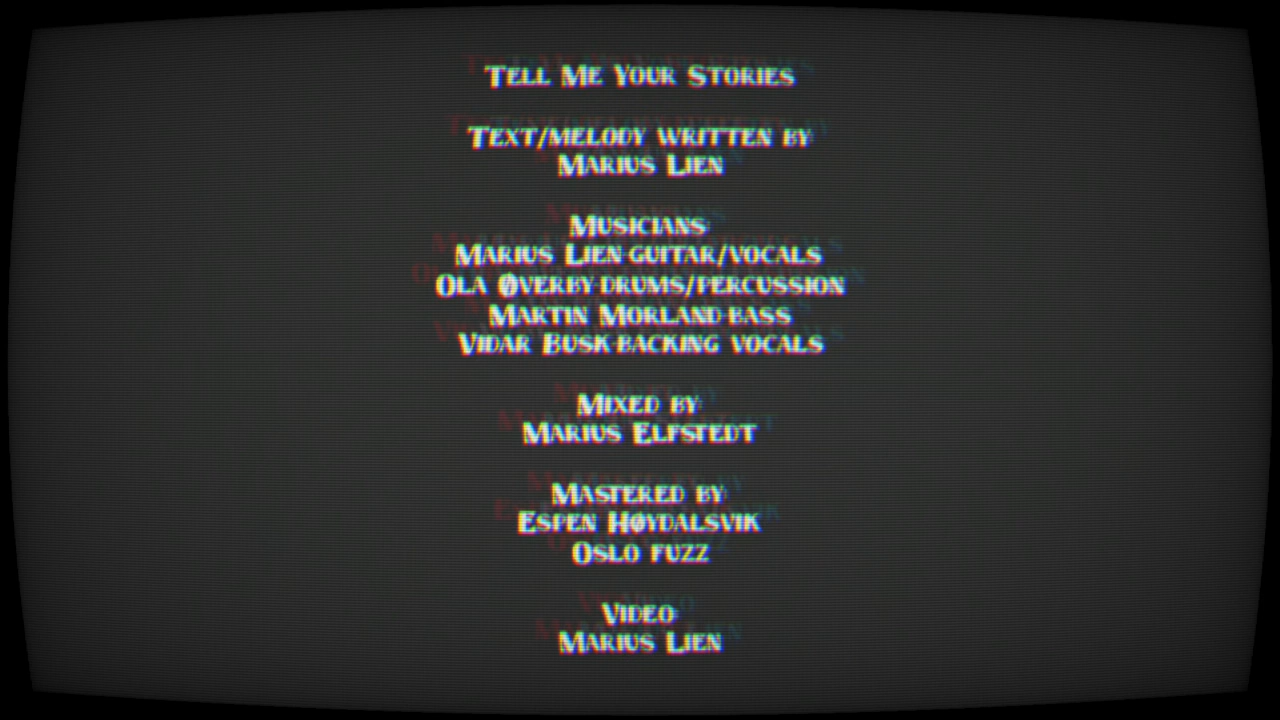 Tell Me Your Stories
Text/melody written by
Marius Lien
Musicians
Marius Lien-guitar/vocals
Ola Øverby-drums/percussion
Martin Morland-bass
Vidar Busk-backing vocals
Mixed by
Marius Elfstedt
Mastered by
Espen Høydalsvik
Oslo fuzz
Video
Marius Lien